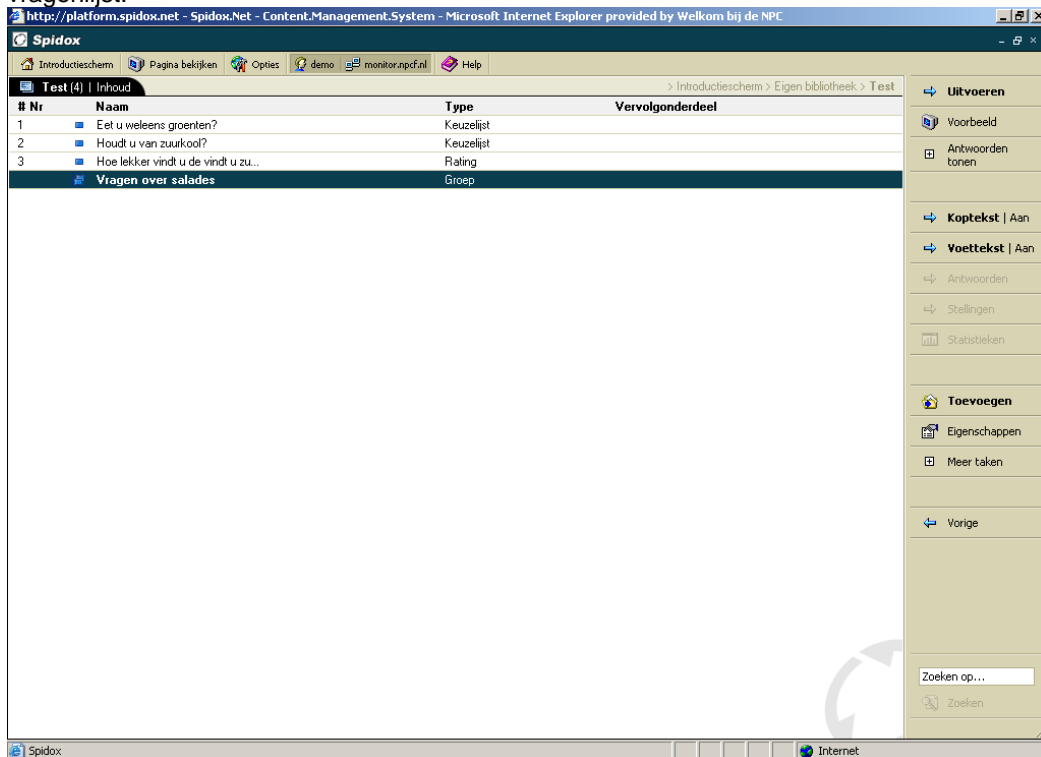 vragenlijst.
http://platform.spidox.net - Spidox.Net - Content.Management.System - Microsoft Internet Explorer provided by Welkom bij de NPC
Spidox
Introductiescherm Pagina bekijken Opties demo monitor.npcf.nl Help
Test (4) | Inhoud > Introductiescherm > Eigen bibliotheek > Test
# Nr Naam Type Vervolgonderdeel
1 Eet u weleens groenten? Keuzelijst
2 Houdt u van zuurkool? Keuzelijst
3 Hoe lekker vindt u de vindt u zu... Rating
Vragen over salades Groep
Uitvoeren
Voorbeeld
Antwoorden
tonen
Koptekst | Aan
Voettekst | Aan
Antwoorden
Stellingen
Statistieken
Toevoegen
Eigenschappen
Meer taken
Vorige
Zoeken op...
Zoeken
Spidox Internet